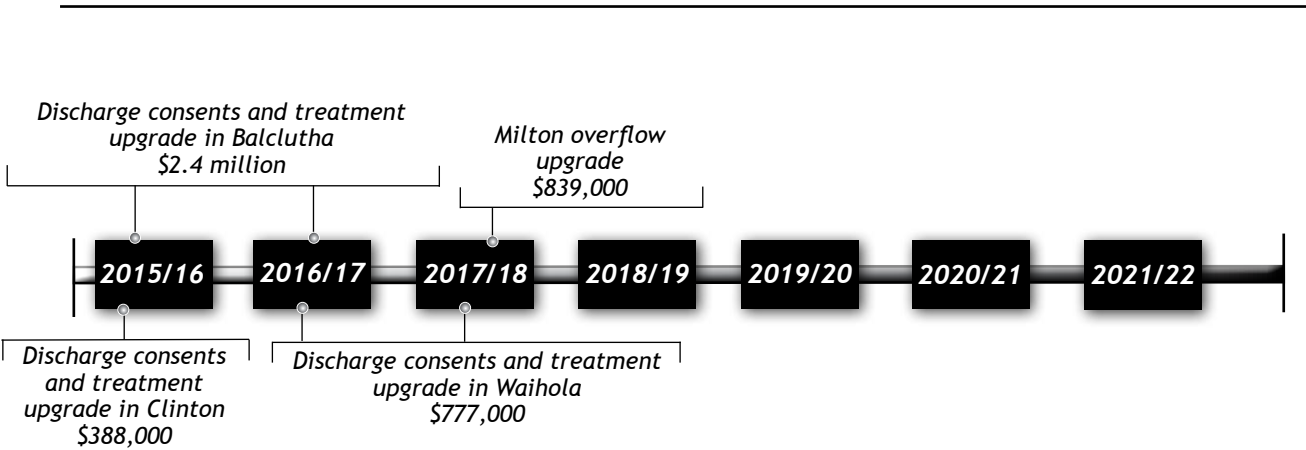 Discharge consents and treatment
upgrade in Balclutha
$2.4 million
Milton overflow
upgrade
$839,000
2015/16
2016/17
2017/18
2018/19
2019/20
2020/21
2021/22
Discharge consents
and treatment
upgrade in Clinton
$388,000
Discharge consents and treatment
upgrade in Waihola
$777,000